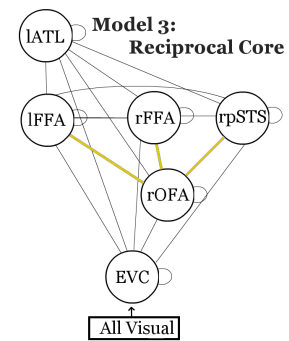 Model 3:
Reciprocal Core
lATL
lFFA
rFFA
rpSTS
rOFA
EVC
All Visual